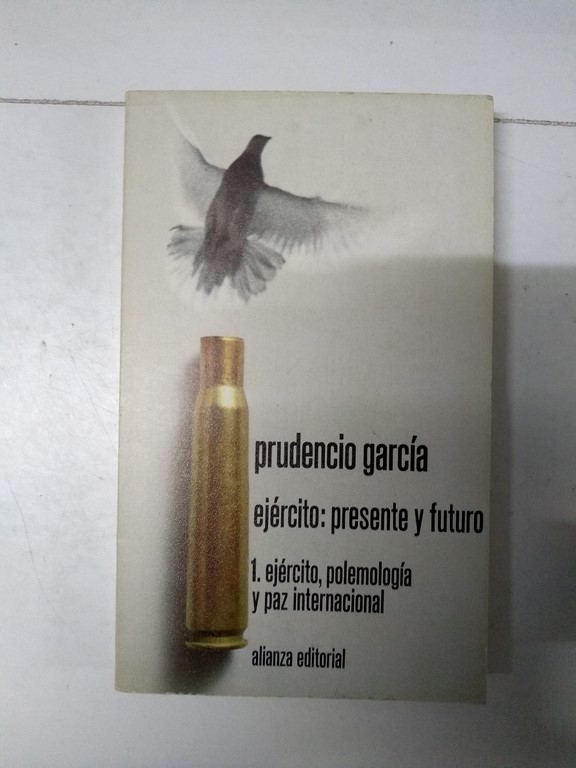 prudencio garcía
ejército: presente y futuro
1. ejército, polemología
y paz internacional
alianza editorial